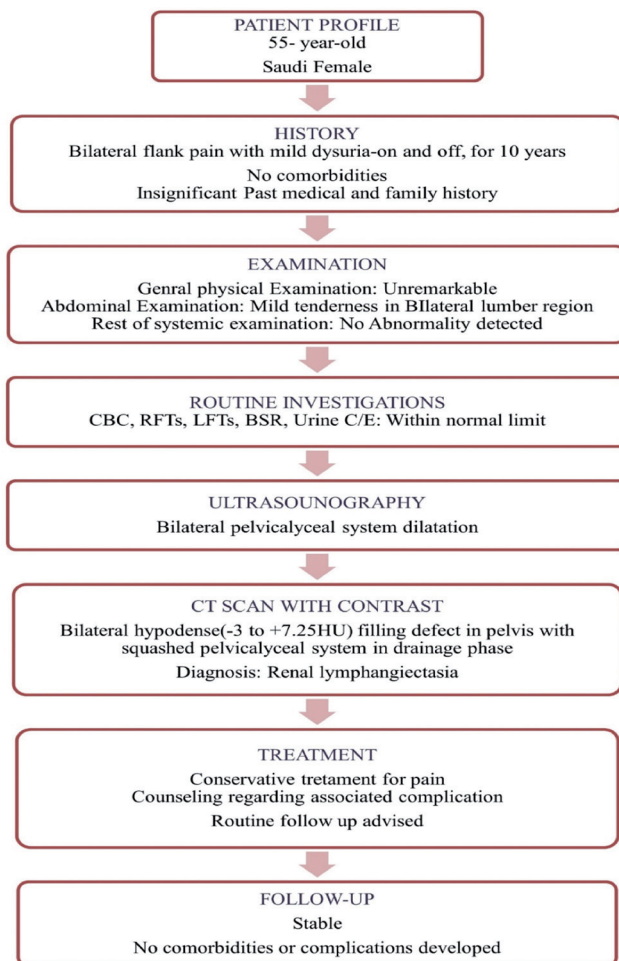 PATIENT PROFILE
55- year-old
Saudi Female
HISTORY
Bilateral flank pain with mild dysuria-on and off, for 10 years
No comorbidities
Insignificant Past medical and family history
EXAMINATION
Genral physical Examination: Unremarkable
Abdominal Examination: Mild tenderness in BIlateral lumber region
Rest of systemic examination: No Abnormality detected
ROUTINE INVESTIGATIONS
CBC, RFTs, LFTs, BSR, Urine C/E: Within normal limit
ULTRASOUNOGRAPHY
Bilateral pelvicalyceal system dilatation
CT SCAN WITH CONTRAST
Bilateral hypodense(-3 to +7.25HU) filling defect in pelvis with
squashed pelvicalyceal system in drainage phase
Diagnosis: Renal lymphangiectasia
TREATMENT
Conservative tretament for pain
Counseling regarding associated complication
Routine follow up advised
FOLLOW-UP
Stable
No comorbidities or complications developed